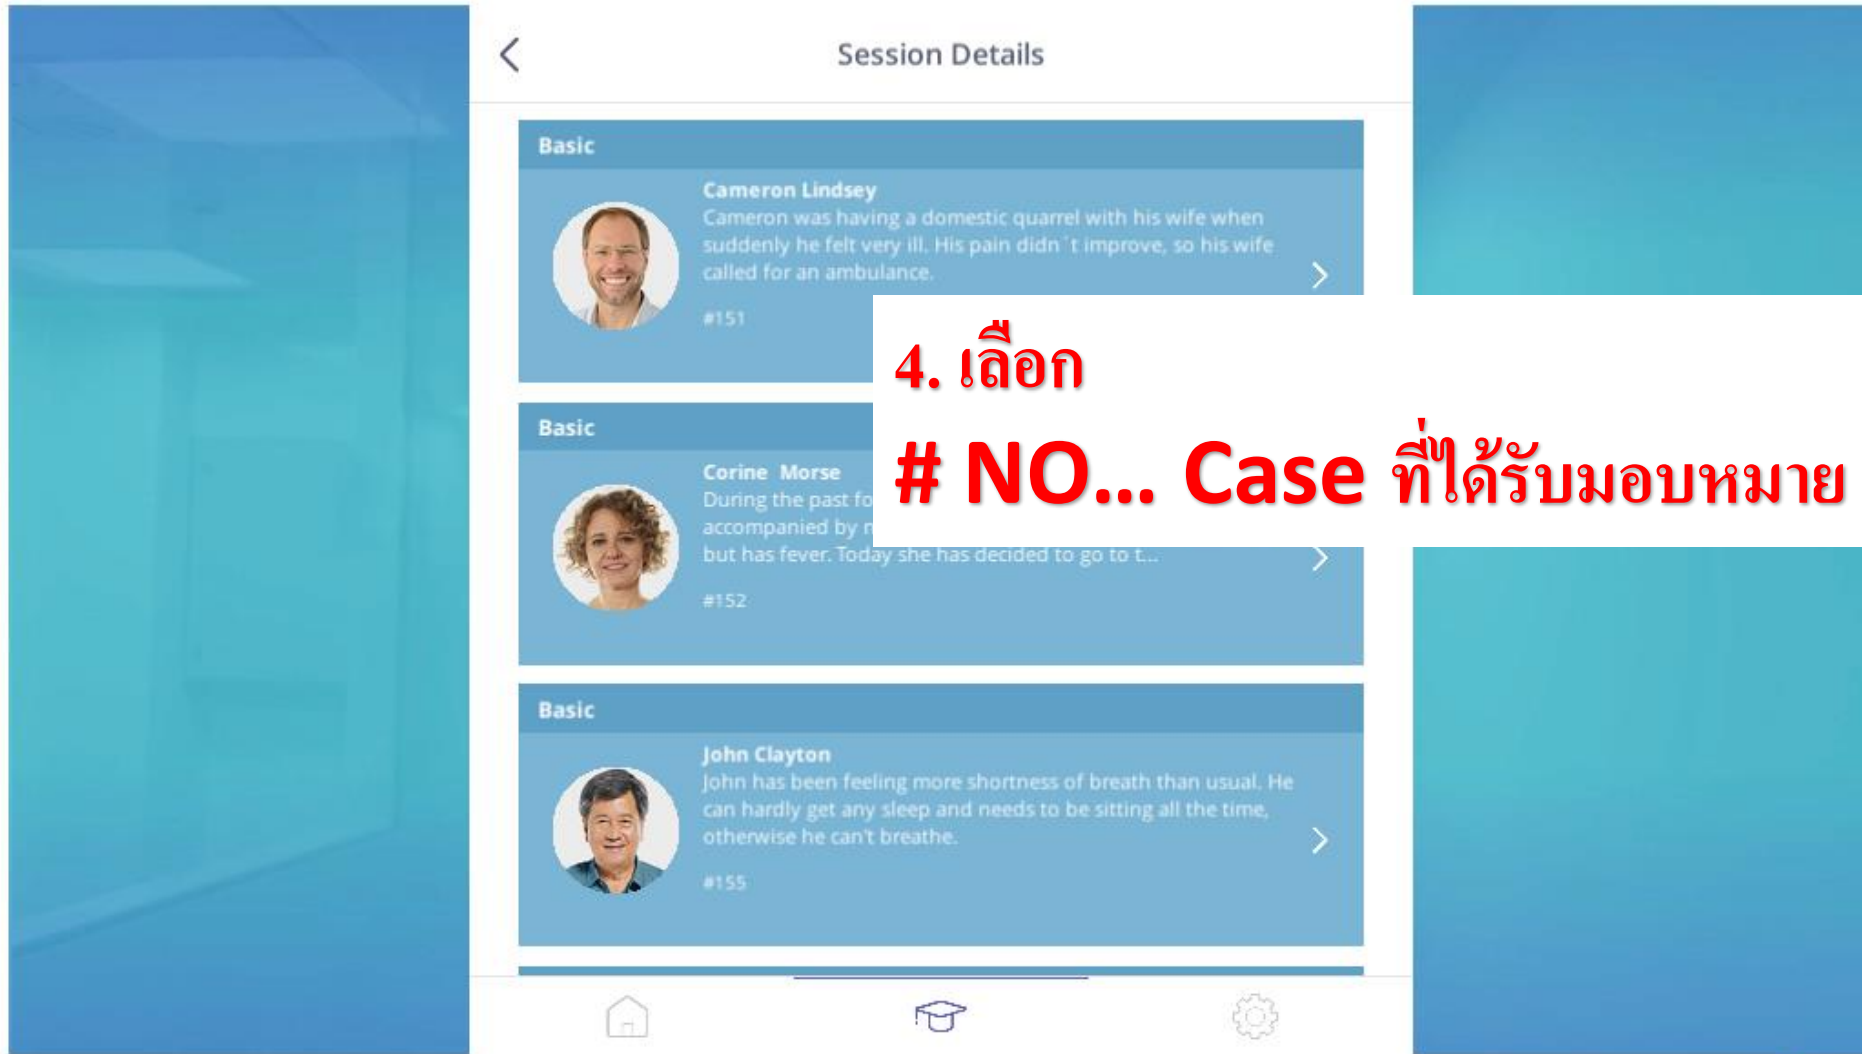 Session Details
Basic
Cameron Lindsey
Cameron was having a domestic quarrel with his wife when
suddenly he felt very ill. His pain didn´t improve, so his wife
called for an ambulance.
#151
4. เลือก
# NO... Case ที่ได้รับมอบหมาย
Basic
Corine Morse
During the past fo
accompanied by
but has fever. Today she has decided to go to t...
#152
Basic
John Clayton
John has been feeling more shortness of breath than usual. He
can hardly get any sleep and needs to be sitting all the time,
otherwise he can't breathe.
#155